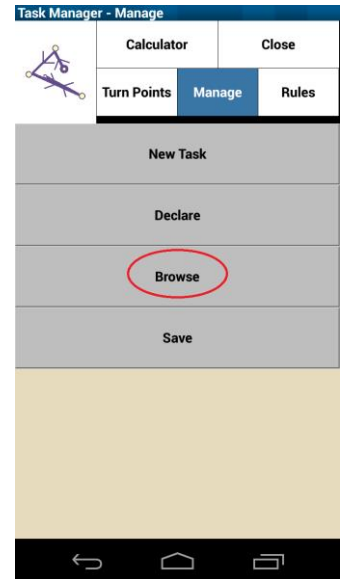 Task Manager - Manage
Calculator
Close
Turn Points
Manage
Rules
New Task
Declare
Browse
Save